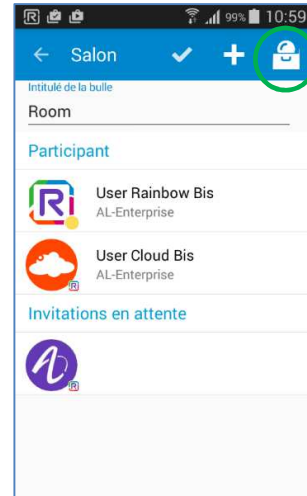 99% 10:59
Salon
Intitulé de la bulle
Room
Participant
User Rainbow Bis
AL-Enterprise
User Cloud Bis
AL-Enterprise
Invitations en attente